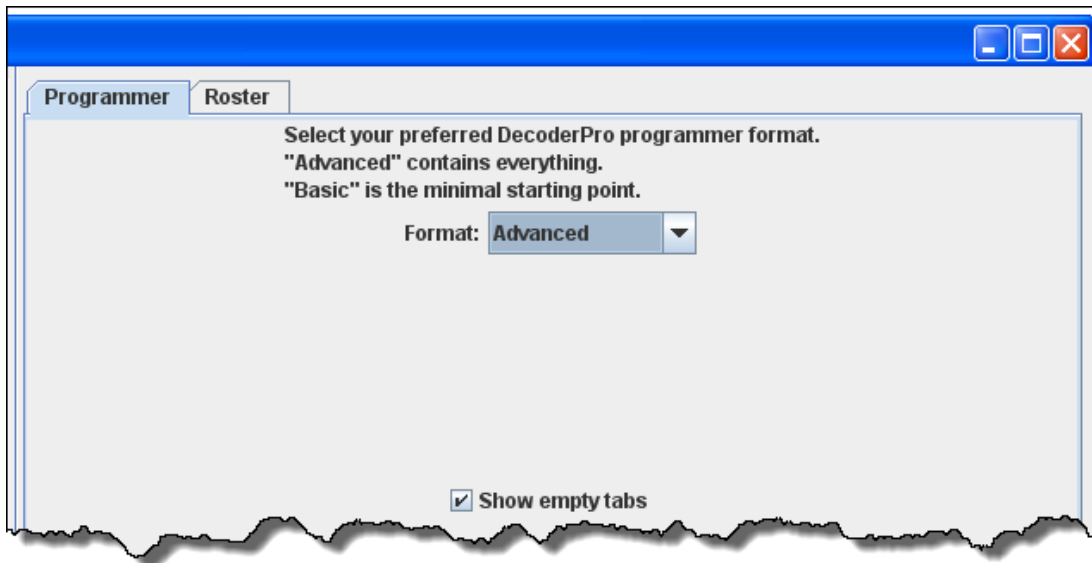 Programmer Roster
Select your preferred DecoderPro programmer format.
"Advanced" contains everything.
"Basic" is the minimal starting point.
Format: Advanced
Show empty tabs